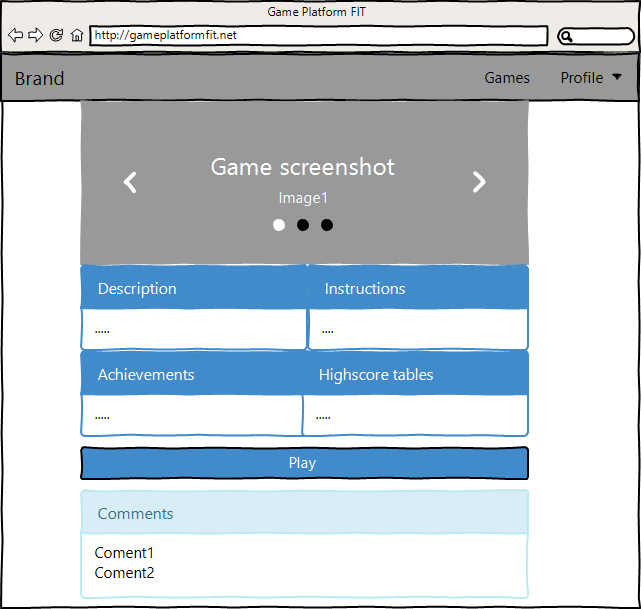 Game Platform FIT
http://gameplatformfit.net
Brand
Games
Profile
Game screenshot
Image1
Description
Instructions
.....
....
Achievements
Highscore tables
.....
.....
Play
Comments
Coment1
Coment2